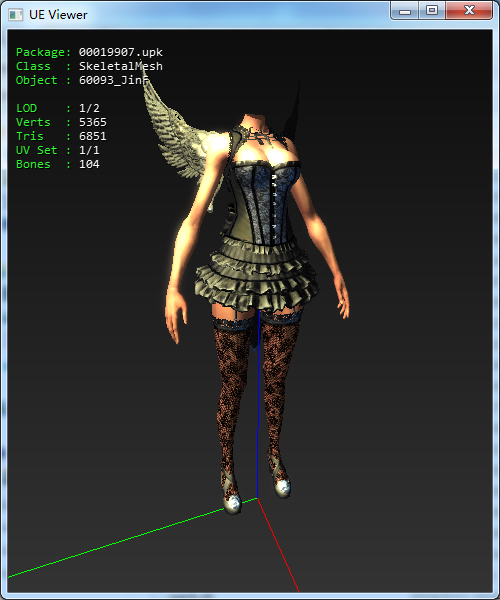 UE Viewer
Package: 00019907.upk
Class : SkeletalMesh
Object : 60093_JinF
LOD : 1/2
Verts : 5365
Tris : 6851
UV Set : 1/1
Bones : 104